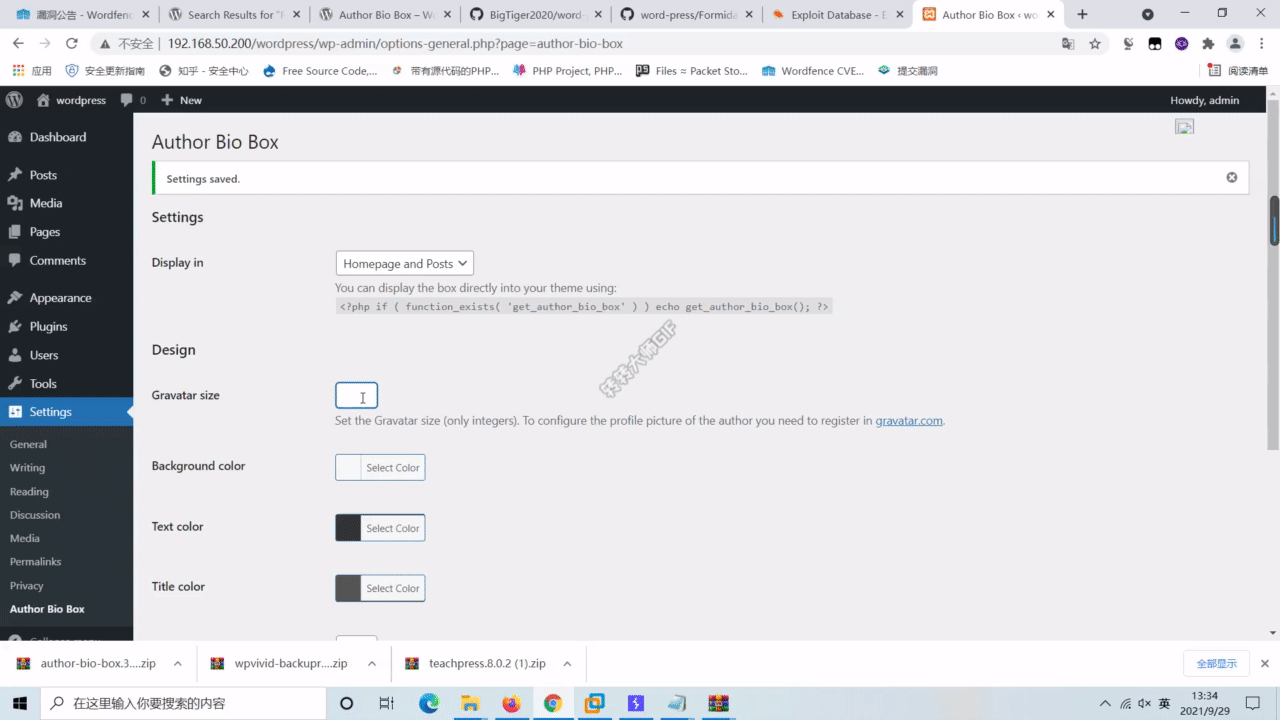 漏洞公告 - Wordfenc
Search Results for "F
Author Bio Box – W
BigTiger2020/word-
word-press/Formida
Exploit Database - E
Author Bio Box ‹ wo
不安全 | 192.168.50.200/wordpress/wp-admin/options-general.php?page=author-bio-box
应用
安全更新指南
知乎 - 安全中心
Free Source Code,...
带有源代码的PHP...
PHP Project, PHP...
Files ≈ Packet Sto...
Wordfence CVE...
提交漏洞
阅读清单
wordpress
0
New
Howdy, admin
Dashboard
Posts
Media
Pages
Comments
Appearance
Plugins
Users
Tools
Settings
General
Writing
Reading
Discussion
Media
Permalinks
Privacy
Author Bio Box
Collapse menu
Author Bio Box
Settings saved.
Settings
Display in
Homepage and Posts
You can display the box directly into your theme using:
<?php if ( function_exists( 'get_author_bio_box' ) ) echo get_author_bio_box(); ?>
转转大师GIF
Design
Gravatar size
Set the Gravatar size (only integers). To configure the profile picture of the author you need to register in gravatar.com.
Background color
Select Color
Text color
Select Color
Title color
Select Color
author-bio-box.3....zip
wpvivid-backupr....zip
teachpress.8.0.2 (1).zip
全部显示
在这里输入你要搜索的内容
英
13:34
2021/9/29